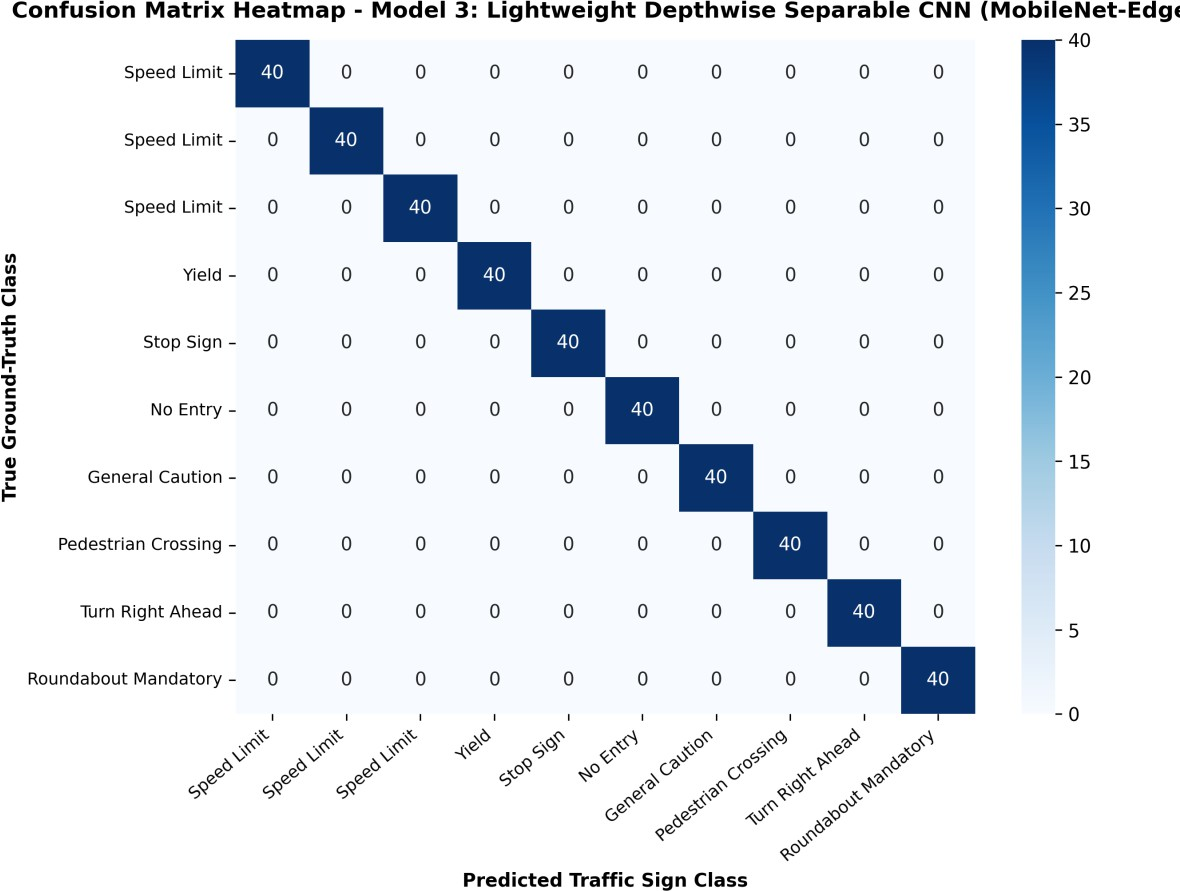 Confusion Matrix Heatmap - Model 3: Lightweight Depthwise Separable CNN (MobileNet-Edge
True Ground-Truth Class
Speed Limit 40 0 0 0 0 0 0 0 0 0
Speed Limit 0 40 0 0 0 0 0 0 0 0
Speed Limit 0 0 40 0 0 0 0 0 0 0
Yield 0 0 0 40 0 0 0 0 0 0
Stop Sign 0 0 0 0 40 0 0 0 0 0
No Entry 0 0 0 0 0 40 0 0 0 0
General Caution 0 0 0 0 0 0 40 0 0 0
Pedestrian Crossing 0 0 0 0 0 0 0 40 0 0
Turn Right Ahead 0 0 0 0 0 0 0 0 40 0
Roundabout Mandatory 0 0 0 0 0 0 0 0 0 40
Speed Limit
Speed Limit
Speed Limit
Yield
Stop Sign
No Entry
General Caution
Pedestrian Crossing
Turn Right Ahead
Roundabout Mandatory
Predicted Traffic Sign Class
40
35
30
25
20
15
10
5
0